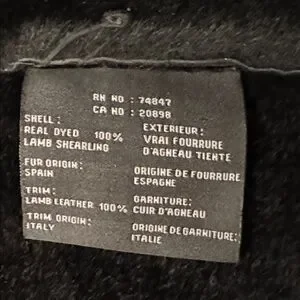 RN NO : 74847
CA NO : 20898
SHELL:
REAL DYED 100%
LAMB SHEARLING
EXTERIEUR:
VRAI FOURRURE
D'AGNEAU TIENTE
FUR ORIGIN:
SPAIN
ORIGINE DE FOURRURE
ESPAGNE
TRIM:
LAMB LEATHER 100%
GARNITURE:
CUIR D'AGNEAU
TRIM ORIGIN:
ITALY
ORIGINE DE GARNITURE:
ITALIE